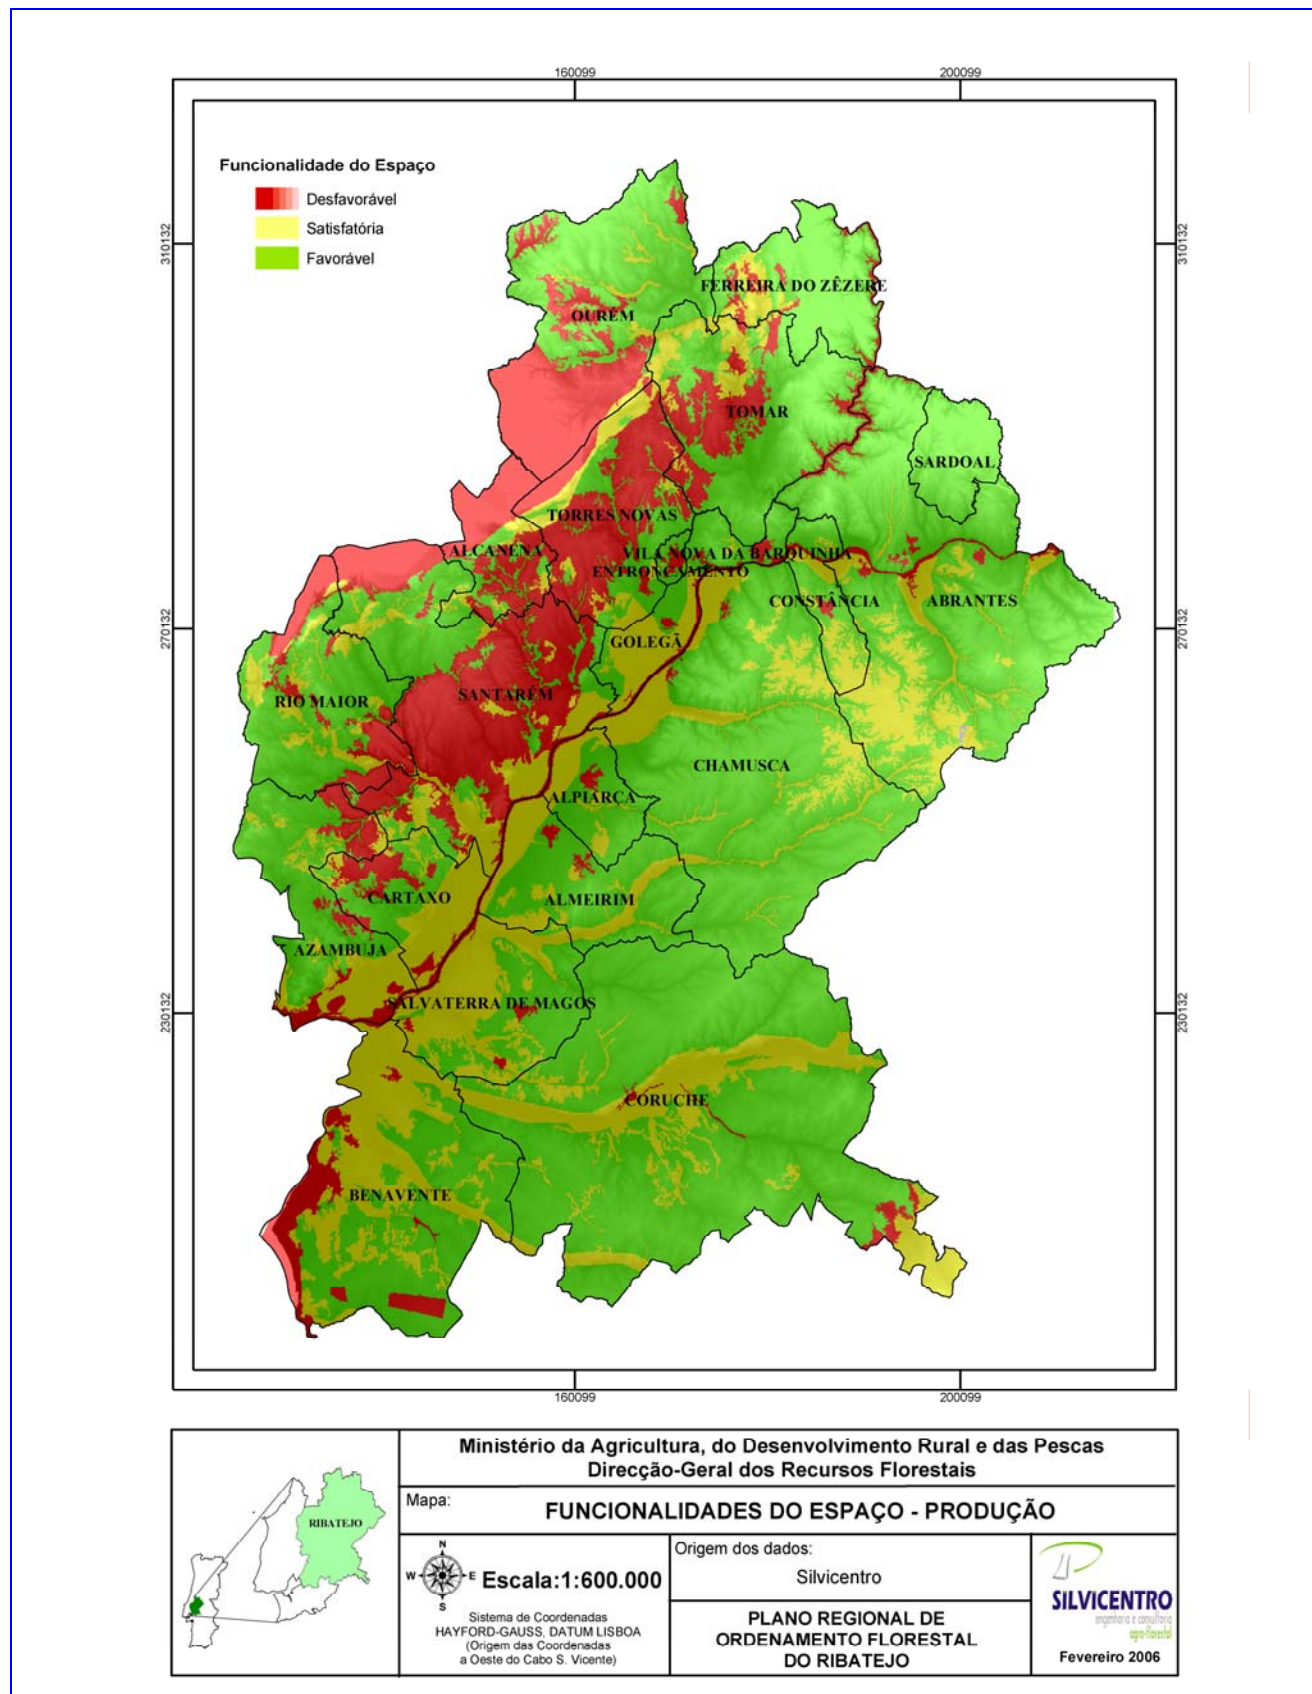 160099
200099
310132
310132
Funcionalidade do Espaço
Desfavorável
Satisfatória
Favorável
FERREIRA DO ZÊZERE
OURÉM
TOMAR
SARDOAL
TORRES NOVAS
ALCANENA
VILA NOVA DA BARQUINHA
ENTRONCAMENTO
CONSTÂNCIA
ABRANTES
270132
270132
GOLEGÃ
RIO MAIOR
SANTARÉM
CHAMUSCA
ALPIARÇA
CARTAXO
ALMEIRIM
AZAMBUJA
SALVATERRA DE MAGOS
230132
230132
CORUCHE
BENAVENTE
160099
200099
RIBATEJO
Ministério da Agricultura, do Desenvolvimento Rural e das Pescas
Direcção-Geral dos Recursos Florestais
Mapa:
FUNCIONALIDADES DO ESPAÇO - PRODUÇÃO
N
W
E
S
Escala:1:600.000
Sistema de Coordenadas
HAYFORD-GAUSS, DATUM LISBOA
(Origem das Coordenadas
a Oeste do Cabo S. Vicente)
Origem dos dados:
Silvicentro
PLANO REGIONAL DE
ORDENAMENTO FLORESTAL
DO RIBATEJO
SILVICENTRO
engenharia e consultoria
agro-florestal
Fevereiro 2006